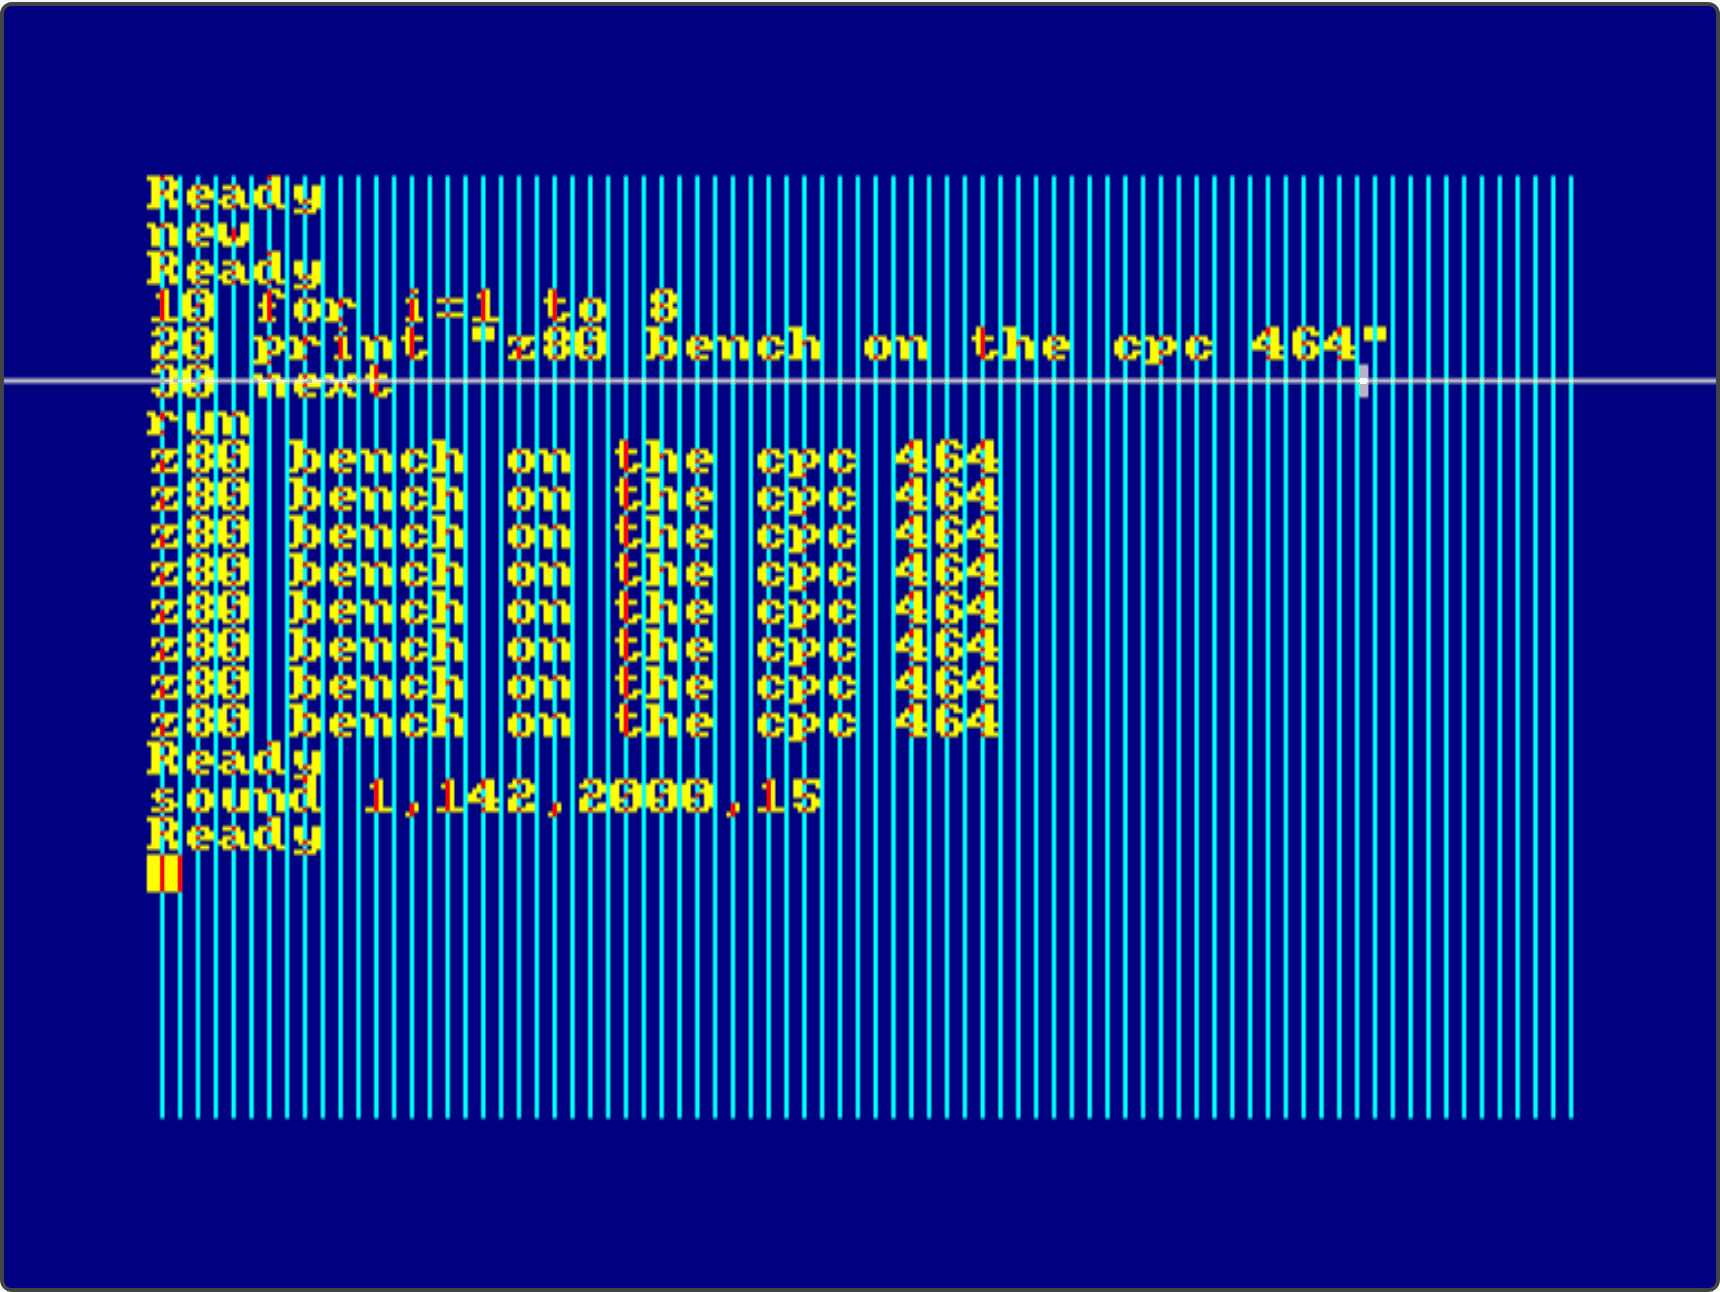 Ready
new
Ready
10 for i=1 to 8
20 print "z80 bench on the cpc 464"
30 next
run
z80 bench on the cpc 464
z80 bench on the cpc 464
z80 bench on the cpc 464
z80 bench on the cpc 464
z80 bench on the cpc 464
z80 bench on the cpc 464
z80 bench on the cpc 464
z80 bench on the cpc 464
Ready
sound 1,142,2000,15
Ready